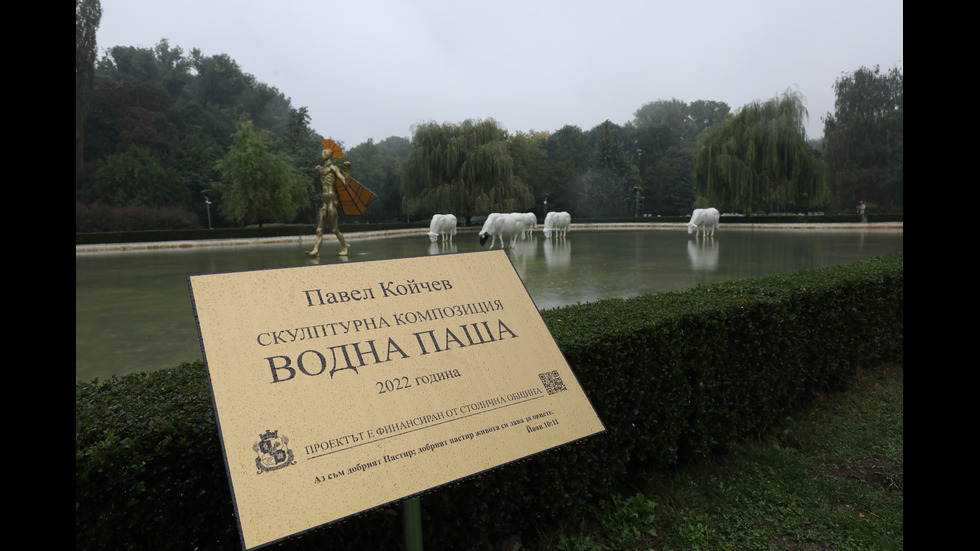 Павел Койчев
СКУЛПТУРНА КОМПОЗИЦИЯ
ВОДНА ПАША
2022 година
ПРОЕКТЪТ Е ФИНАНСИРАН ОТ СТОЛИЧНА ОБЩИНА
Аз съм добрият Пастир; добрият пастир живота си дава за овцете.
Йоан 10:11